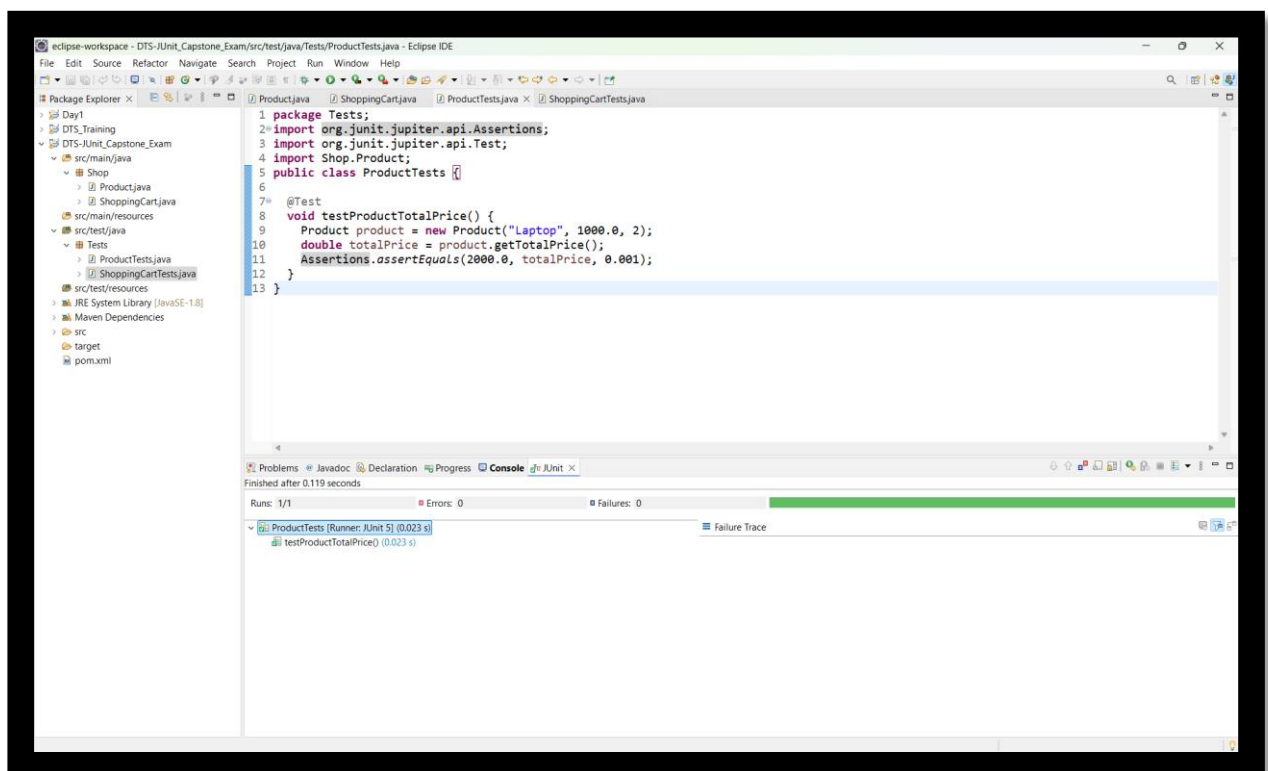 eclipse-workspace - DTS-JUnit_Capstone_Exam/src/test/java/Tests/ProductTests.java - Eclipse IDE
File Edit Source Refactor Navigate Search Project Run Window Help
Package Explorer
Product.java ShoppingCart.java ProductTests.java ShoppingCartTests.java
Day1
DTS_Training
DTS-JUnit_Capstone_Exam
src/main/java
Shop
Product.java
ShoppingCart.java
src/main/resources
src/test/java
Tests
ProductTests.java
ShoppingCartTests.java
src/test/resources
JRE System Library [JavaSE-1.8]
Maven Dependencies
src
target
pom.xml
1 package Tests;
2 import org.junit.jupiter.api.Assertions;
3 import org.junit.jupiter.api.Test;
4 import Shop.Product;
5 public class ProductTests {
6
7 @Test
8 void testProductTotalPrice() {
9 Product product = new Product("Laptop", 1000.0, 2);
10 double totalPrice = product.getTotalPrice();
11 Assertions.assertEquals(2000.0, totalPrice, 0.001);
12 }
13 }
Problems Javadoc Declaration Progress Console JUnit
Finished after 0.119 seconds
Runs: 1/1 Errors: 0 Failures: 0
ProductTests [Runner: JUnit 5] (0.023 s) Failure Trace
testProductTotalPrice() (0.023 s)